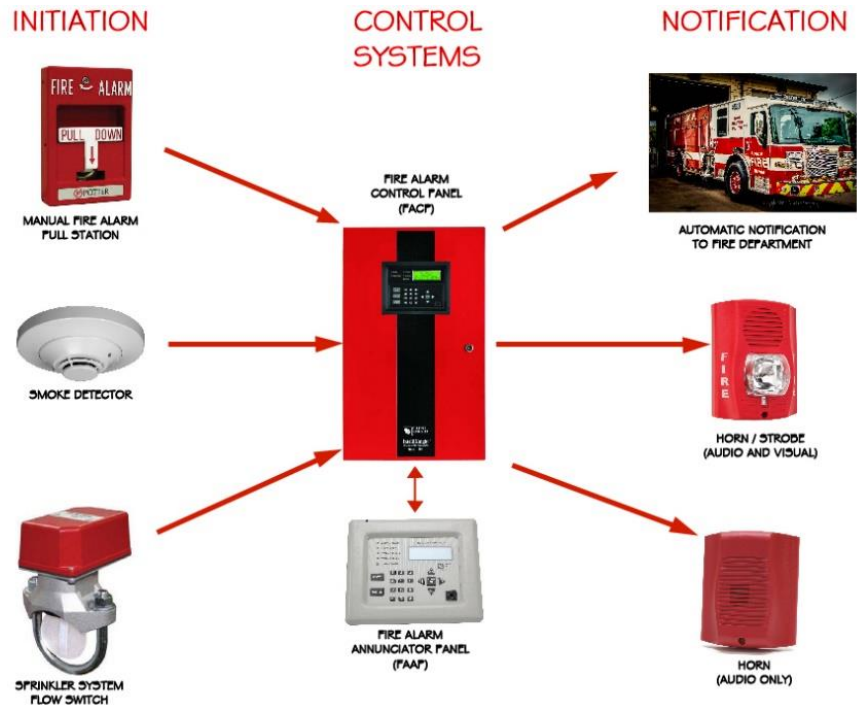 INITIATION
CONTROL
SYSTEMS
NOTIFICATION
FIRE ALARM
PULL DOWN
MANUAL FIRE ALARM
PULL STATION
FIRE ALARM
CONTROL PANEL
(FACP)
AUTOMATIC NOTIFICATION
TO FIRE DEPARTMENT
SMOKE DETECTOR
FIRE
HORN / STROBE
(AUDIO AND VISUAL)
FIRE ALARM
ANNUNCIATOR PANEL
(FAAP)
SPRINKLER SYSTEM
FLOW SWITCH
HORN
(AUDIO ONLY)